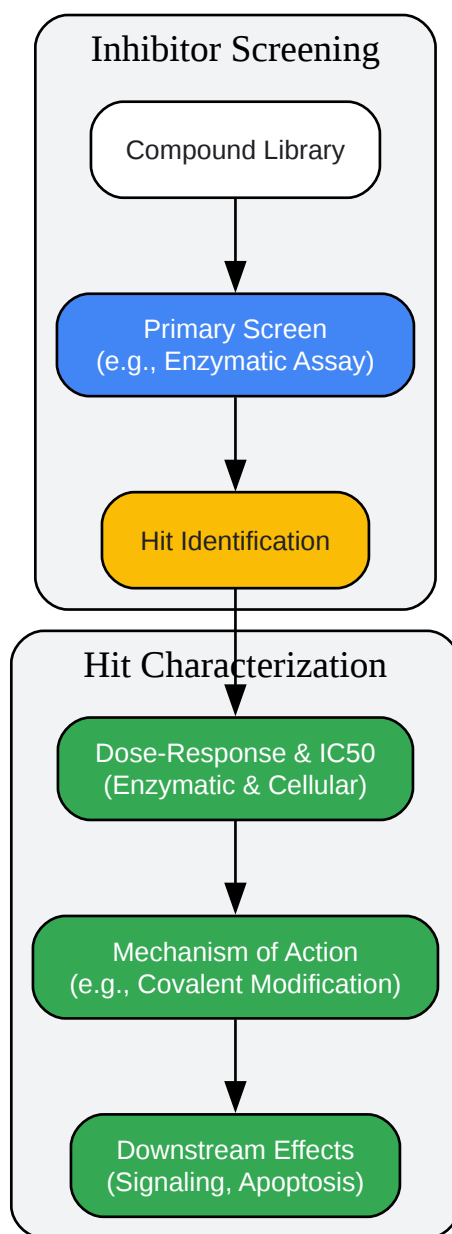 Inhibitor Screening
Compound Library
Primary Screen
(e.g., Enzymatic Assay)
Hit Identification
Hit Characterization
Dose-Response & IC50
(Enzymatic & Cellular)
Mechanism of Action
(e.g., Covalent Modification)
Downstream Effects
(Signaling, Apoptosis)